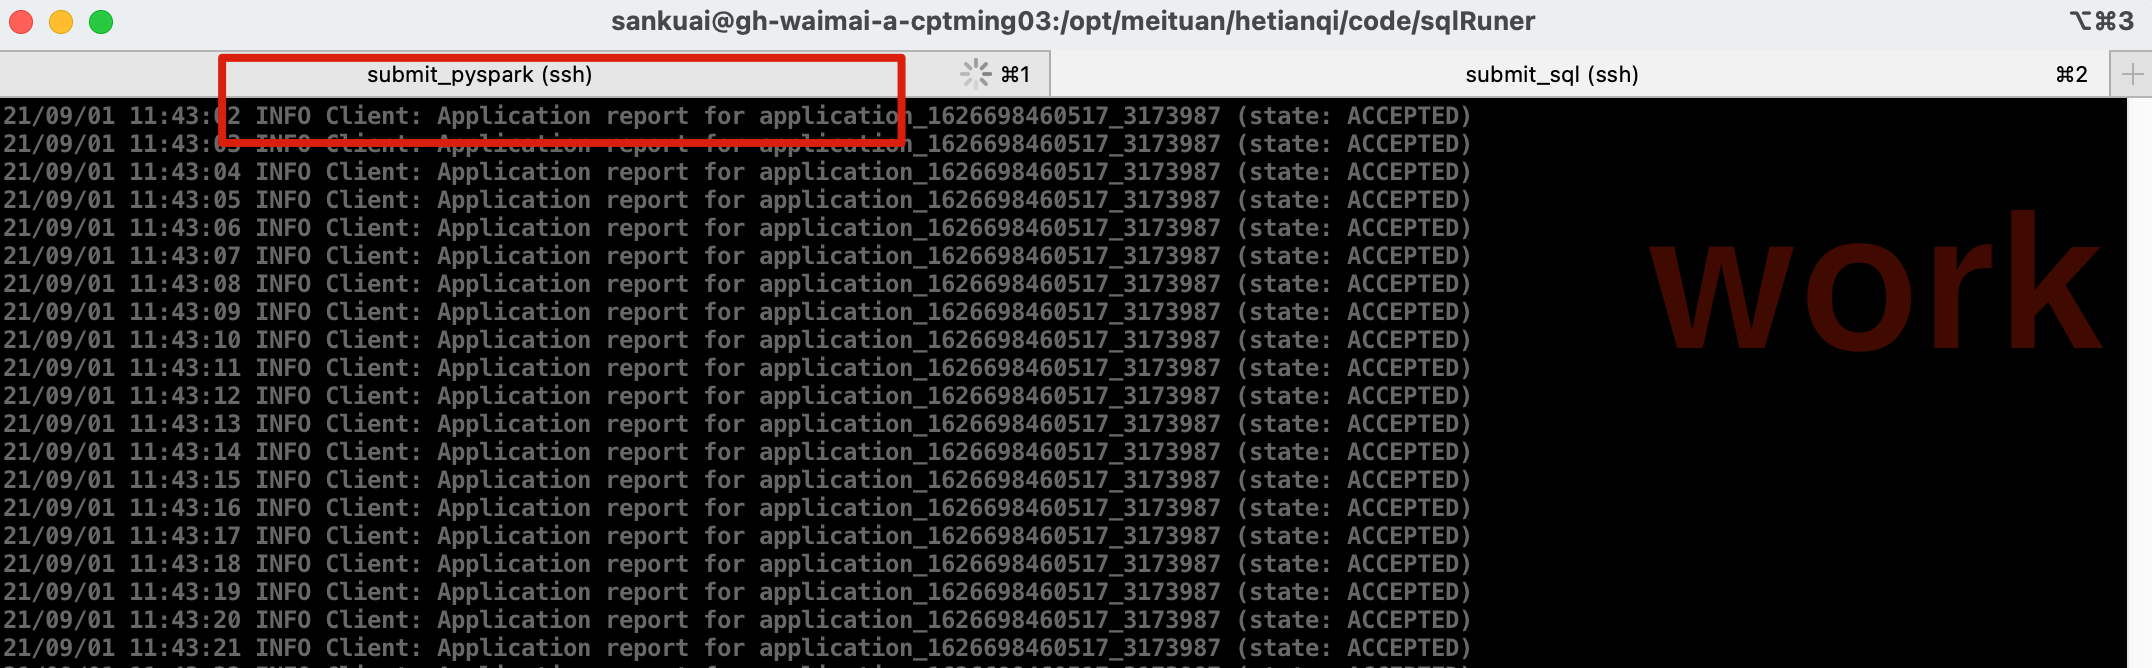 sankuai@gh-waimai-a-cptming03:/opt/meituan/hetianqi/code/sqlRuner ⌥⌘3
submit_pyspark (ssh) ⌘1 submit_sql (ssh) ⌘2 +
21/09/01 11:43:02 INFO Client: Application report for application_1626698460517_3173987 (state: ACCEPTED)
21/09/01 11:43:03 INFO Client: Application report for application_1626698460517_3173987 (state: ACCEPTED)
21/09/01 11:43:04 INFO Client: Application report for application_1626698460517_3173987 (state: ACCEPTED)
21/09/01 11:43:05 INFO Client: Application report for application_1626698460517_3173987 (state: ACCEPTED)
21/09/01 11:43:06 INFO Client: Application report for application_1626698460517_3173987 (state: ACCEPTED)
21/09/01 11:43:07 INFO Client: Application report for application_1626698460517_3173987 (state: ACCEPTED)
21/09/01 11:43:08 INFO Client: Application report for application_1626698460517_3173987 (state: ACCEPTED)
21/09/01 11:43:09 INFO Client: Application report for application_1626698460517_3173987 (state: ACCEPTED)
21/09/01 11:43:10 INFO Client: Application report for application_1626698460517_3173987 (state: ACCEPTED)
21/09/01 11:43:11 INFO Client: Application report for application_1626698460517_3173987 (state: ACCEPTED)
21/09/01 11:43:12 INFO Client: Application report for application_1626698460517_3173987 (state: ACCEPTED)
21/09/01 11:43:13 INFO Client: Application report for application_1626698460517_3173987 (state: ACCEPTED)
21/09/01 11:43:14 INFO Client: Application report for application_1626698460517_3173987 (state: ACCEPTED)
21/09/01 11:43:15 INFO Client: Application report for application_1626698460517_3173987 (state: ACCEPTED)
21/09/01 11:43:16 INFO Client: Application report for application_1626698460517_3173987 (state: ACCEPTED)
21/09/01 11:43:17 INFO Client: Application report for application_1626698460517_3173987 (state: ACCEPTED)
21/09/01 11:43:18 INFO Client: Application report for application_1626698460517_3173987 (state: ACCEPTED)
21/09/01 11:43:19 INFO Client: Application report for application_1626698460517_3173987 (state: ACCEPTED)
21/09/01 11:43:20 INFO Client: Application report for application_1626698460517_3173987 (state: ACCEPTED)
21/09/01 11:43:21 INFO Client: Application report for application_1626698460517_3173987 (state: ACCEPTED)
work